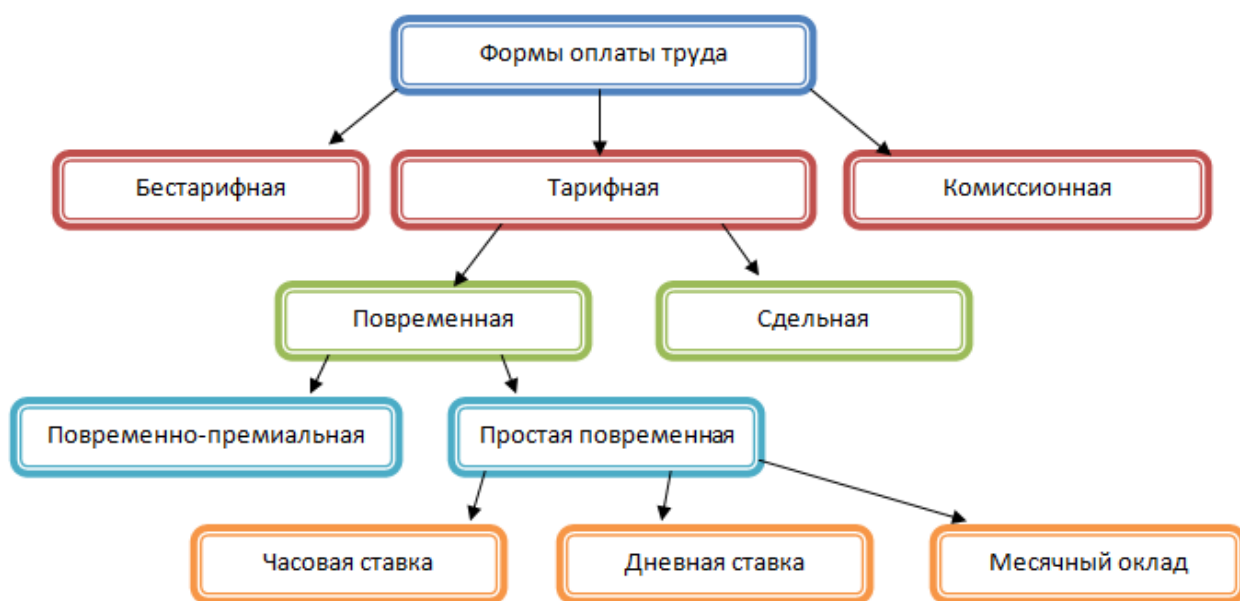 Формы оплаты труда
Бестарифная
Тарифная
Комиссионная
Повременная
Сдельная
Повременно-премиальная
Простая повременная
Часовая ставка
Дневная ставка
Месячный оклад